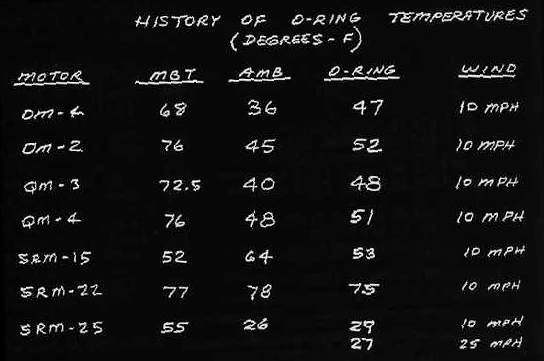 HISTORY OF O-RING TEMPERATURES
(DEGREES-F)
MOTOR MBT AMB O-RING WIND
DM-4 68 36 47 10 MPH
DM-2 76 45 52 10 MPH
QM-3 72.5 40 48 10 MPH
QM-4 76 48 51 10 MPH
SRM-15 52 64 53 10 MPH
SRM-22 77 78 75 10 MPH
SRM-25 55 26 29 10 MPH
27 25 MPH